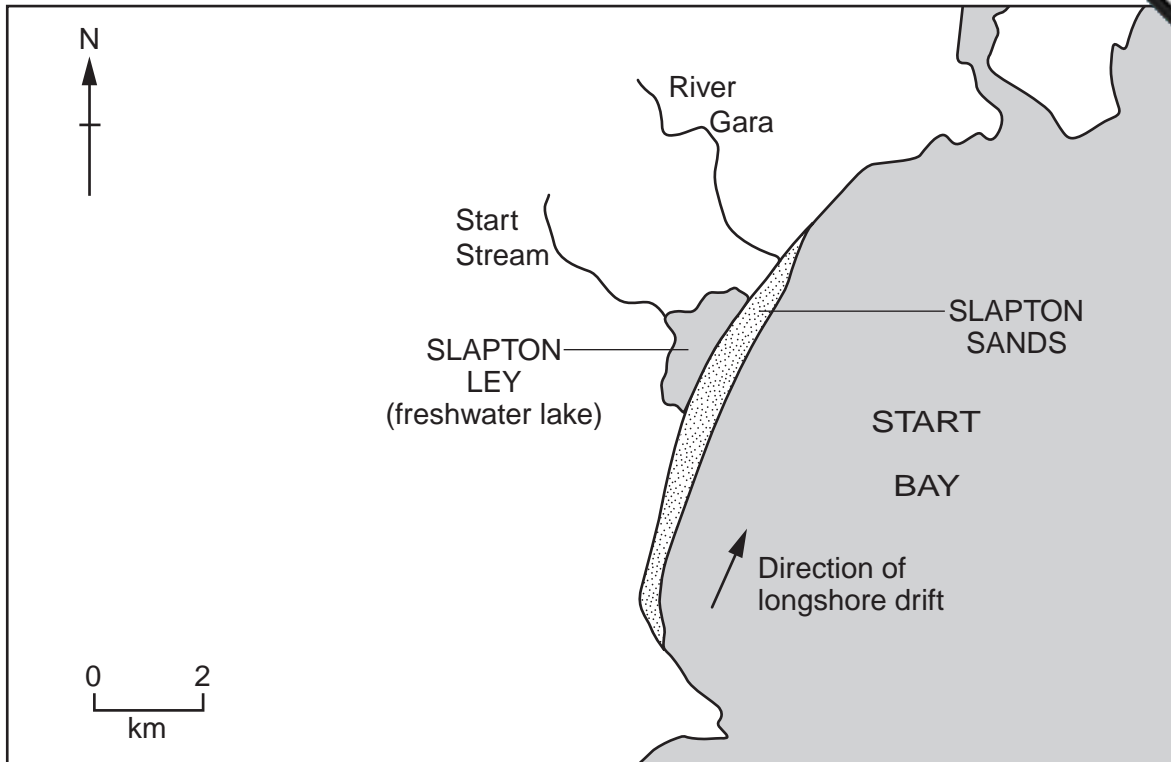 N
River
Gara
Start
Stream
SLAPTON
LEY
(freshwater lake)
SLAPTON
SANDS
START
BAY
Direction of
longshore drift
0 2
km